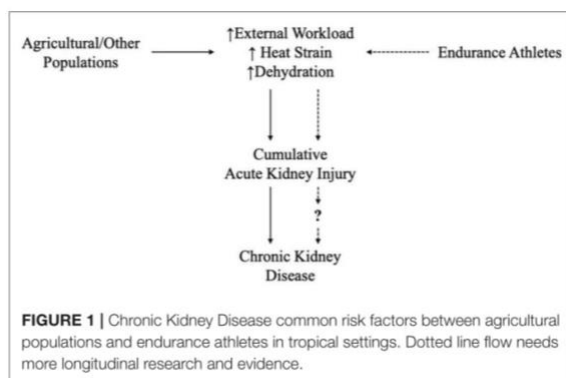 Agricultural/Other
Populations
↑External Workload
↑ Heat Strain
↑Dehydration
Endurance Athletes
Cumulative
Acute Kidney Injury
?
Chronic Kidney
Disease
FIGURE 1 | Chronic Kidney Disease common risk factors between agricultural
populations and endurance athletes in tropical settings. Dotted line flow needs
more longitudinal research and evidence.